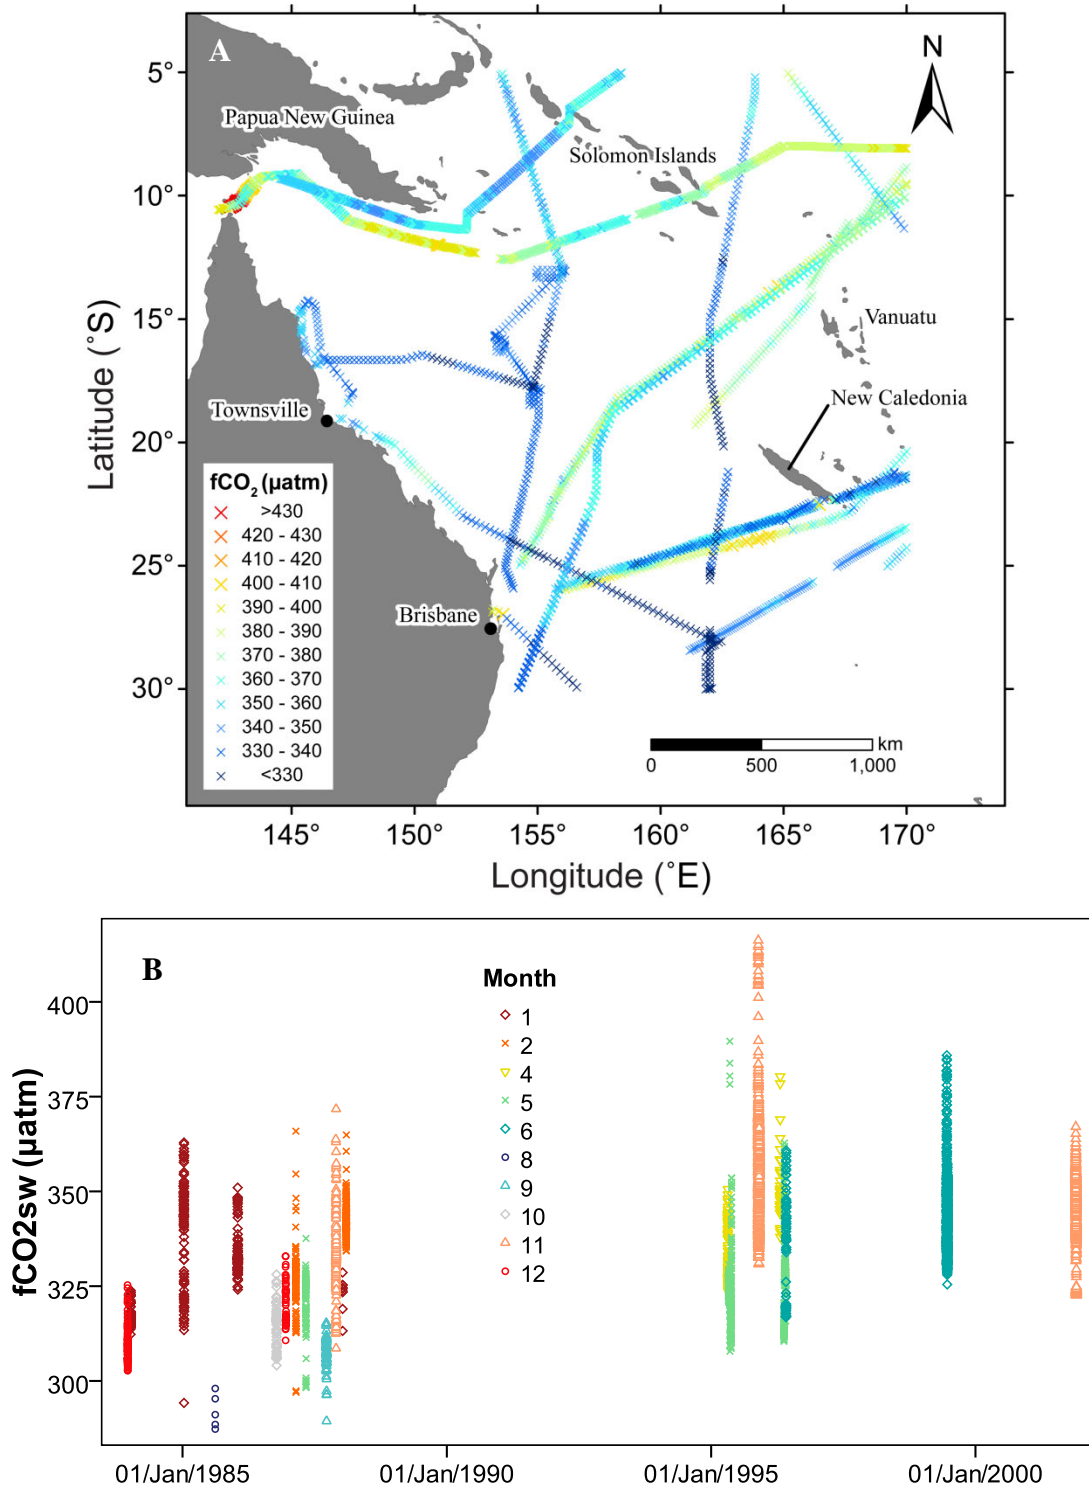 A
N
5°
10°
15°
20°
25°
30°
Latitude (°S)
Papua New Guinea
Solomon Islands
Vanuatu
New Caledonia
Townsville
Brisbane
fCO2 (µatm)
>430
420 - 430
410 - 420
400 - 410
390 - 400
380 - 390
370 - 380
360 - 370
350 - 360
340 - 350
330 - 340
<330
km
0 500 1,000
145° 150° 155° 160° 165° 170°
Longitude (°E)
B
Month
1
2
4
5
6
8
9
10
11
12
400
375
350
325
300
fCO2sw (µatm)
01/Jan/1985 01/Jan/1990 01/Jan/1995 01/Jan/2000